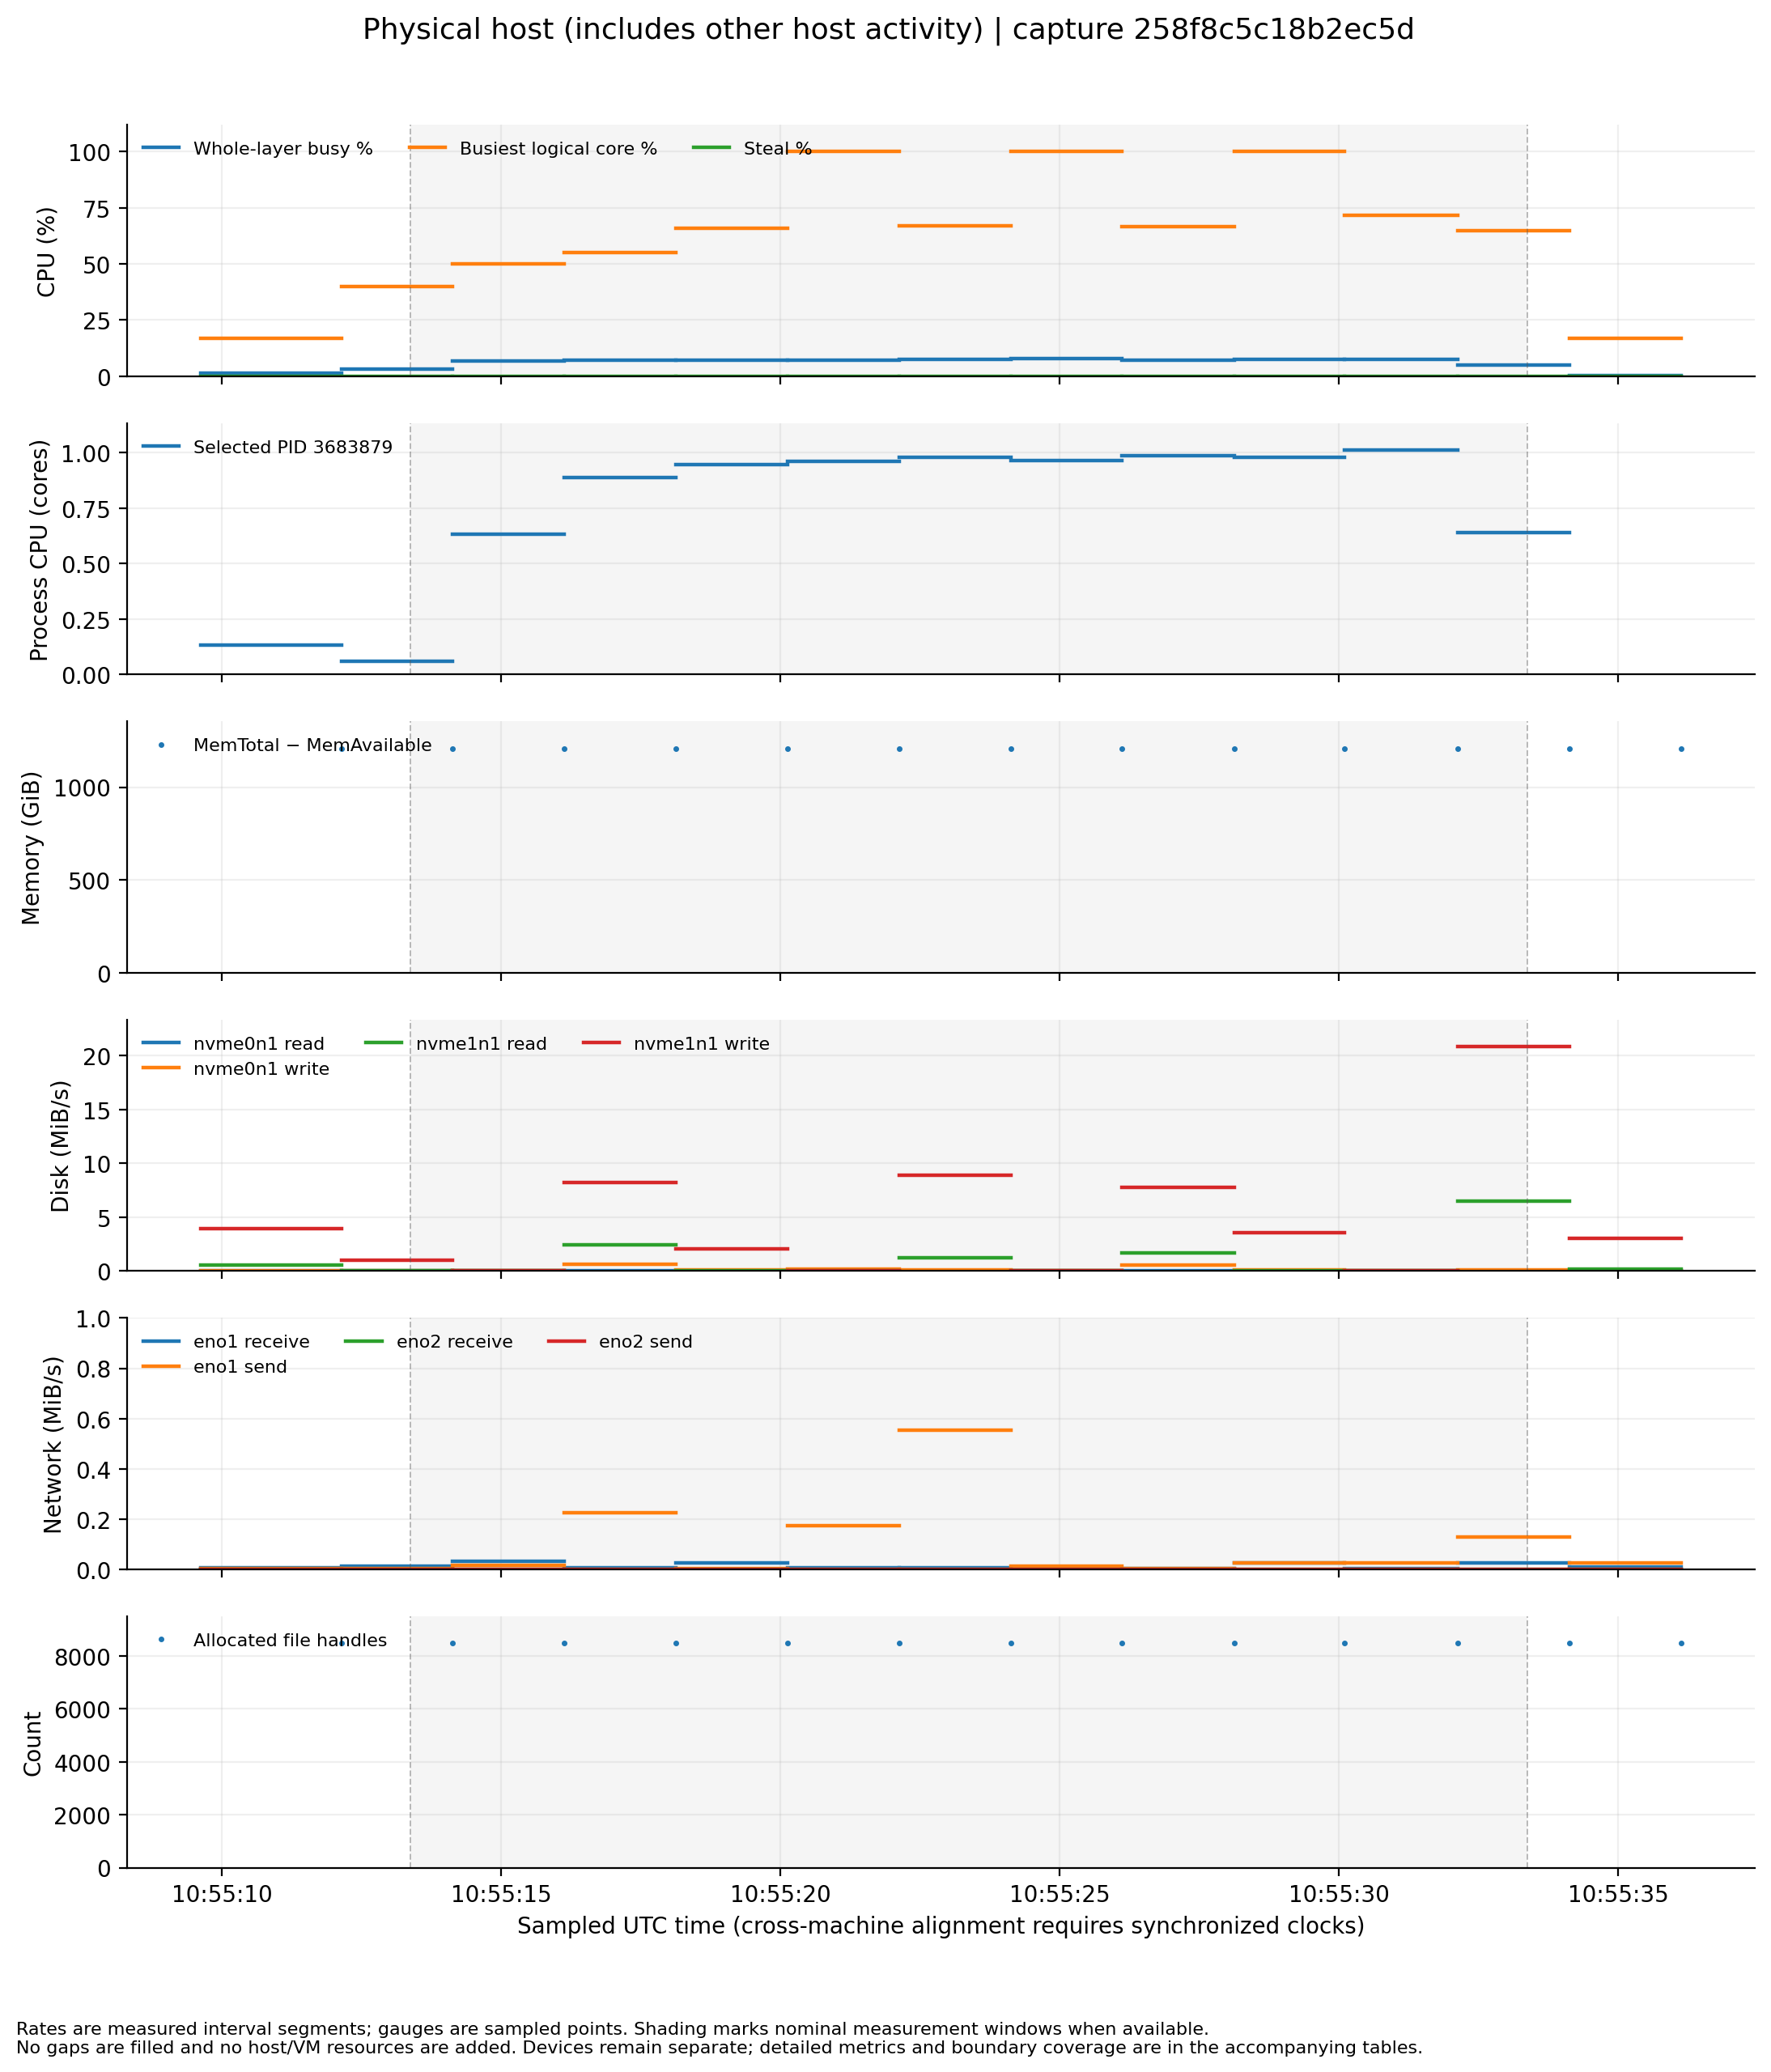 Physical host (includes other host activity) | capture 258f8c5c18b2ec5d
Whole-layer busy %
Busiest logical core %
Steal %
CPU (%)
100
75
50
25
0
Selected PID 3683879
Process CPU (cores)
1.00
0.75
0.50
0.25
0.00
MemTotal − MemAvailable
Memory (GiB)
1000
500
0
nvme0n1 read
nvme1n1 read
nvme1n1 write
nvme0n1 write
Disk (MiB/s)
20
15
10
5
0
eno1 receive
eno2 receive
eno2 send
eno1 send
Network (MiB/s)
1.0
0.8
0.6
0.4
0.2
0.0
Allocated file handles
Count
8000
6000
4000
2000
0
10:55:10
10:55:15
10:55:20
10:55:25
10:55:30
10:55:35
Sampled UTC time (cross-machine alignment requires synchronized clocks)
Rates are measured interval segments; gauges are sampled points. Shading marks nominal measurement windows when available.
No gaps are filled and no host/VM resources are added. Devices remain separate; detailed metrics and boundary coverage are in the accompanying tables.